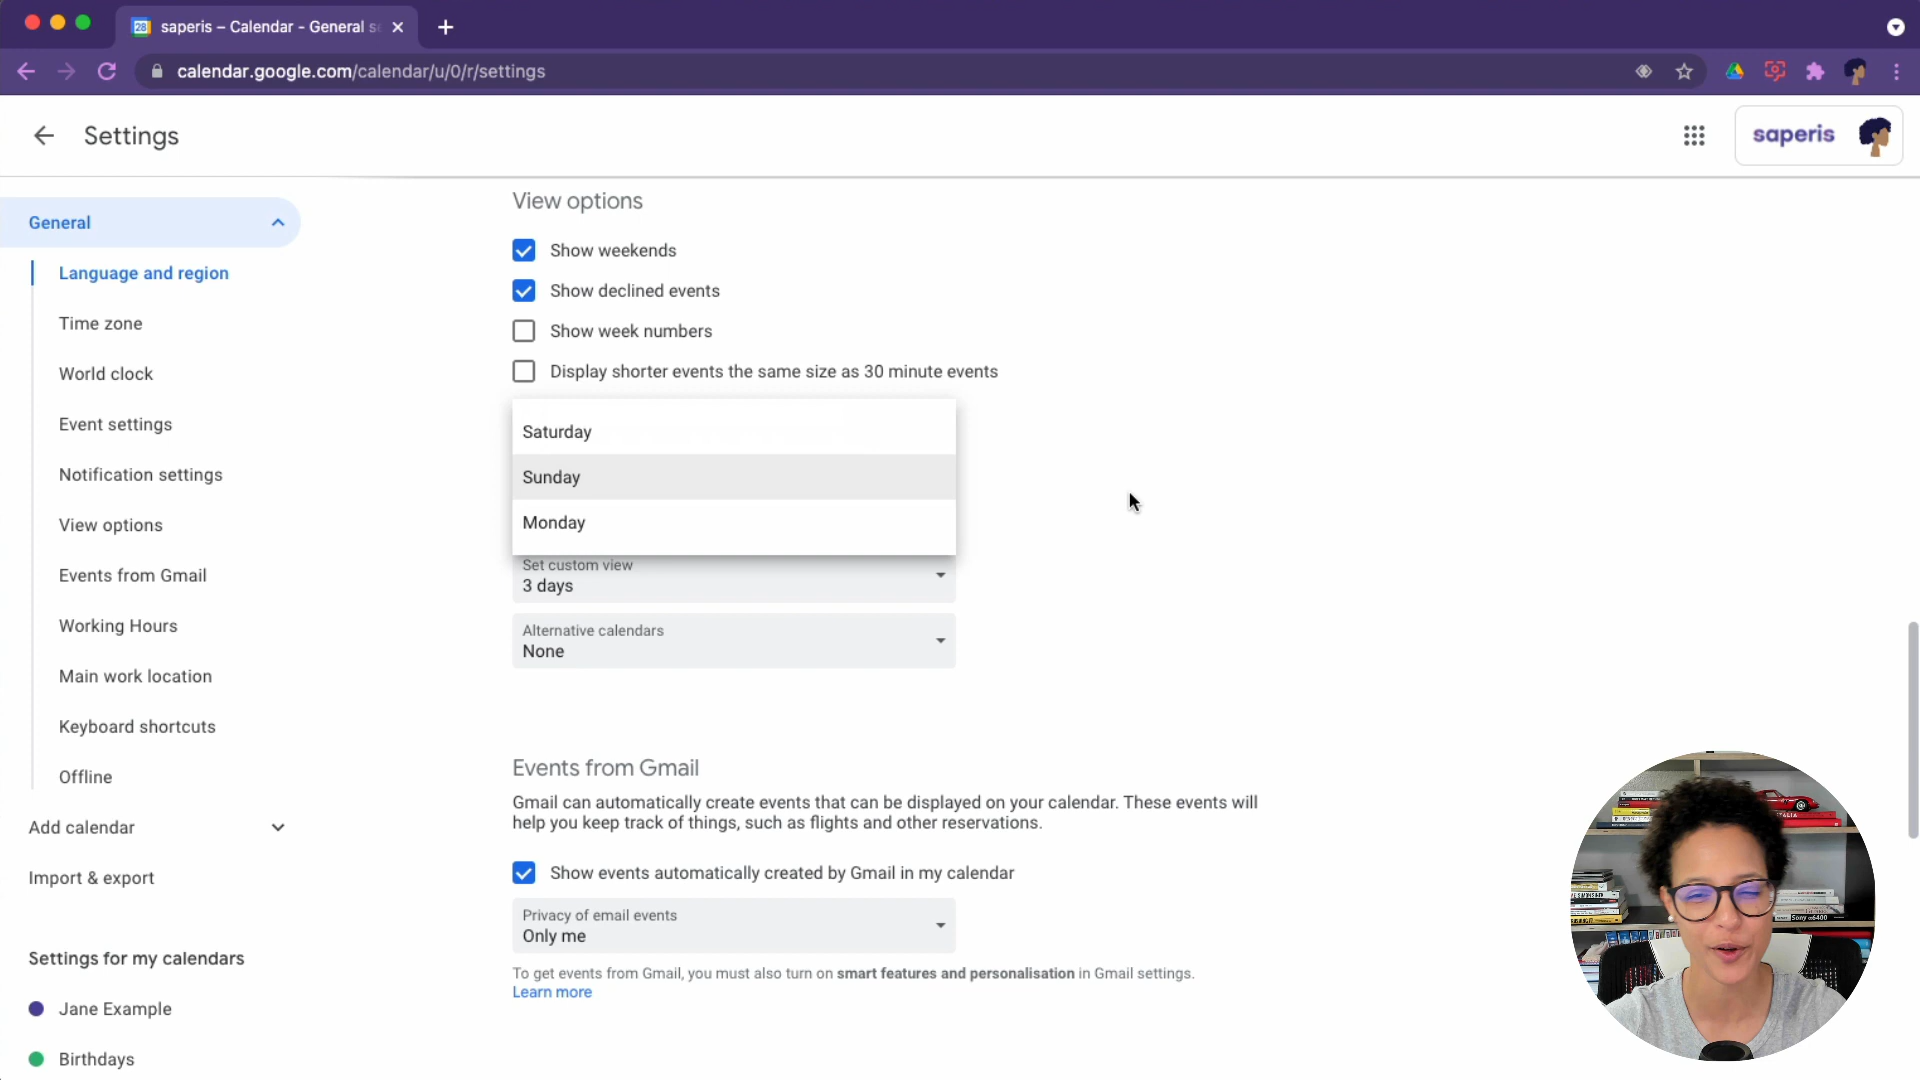 saperis – Calendar - General s
calendar.google.com/calendar/u/0/r/settings
Settings
saperis
General
Language and region
Time zone
World clock
Event settings
Notification settings
View options
Events from Gmail
Working Hours
Main work location
Keyboard shortcuts
Offline
Add calendar
Import & export
Settings for my calendars
Jane Example
Birthdays
View options
Show weekends
Show declined events
Show week numbers
Display shorter events the same size as 30 minute events
Saturday
Sunday
Monday
Set custom view
3 days
Alternative calendars
None
Events from Gmail
Gmail can automatically create events that can be displayed on your calendar. These events will
help you keep track of things, such as flights and other reservations.
Show events automatically created by Gmail in my calendar
Privacy of email events
Only me
To get events from Gmail, you must also turn on smart features and personalisation in Gmail settings.
Learn more
ITALIA
Sony α6400